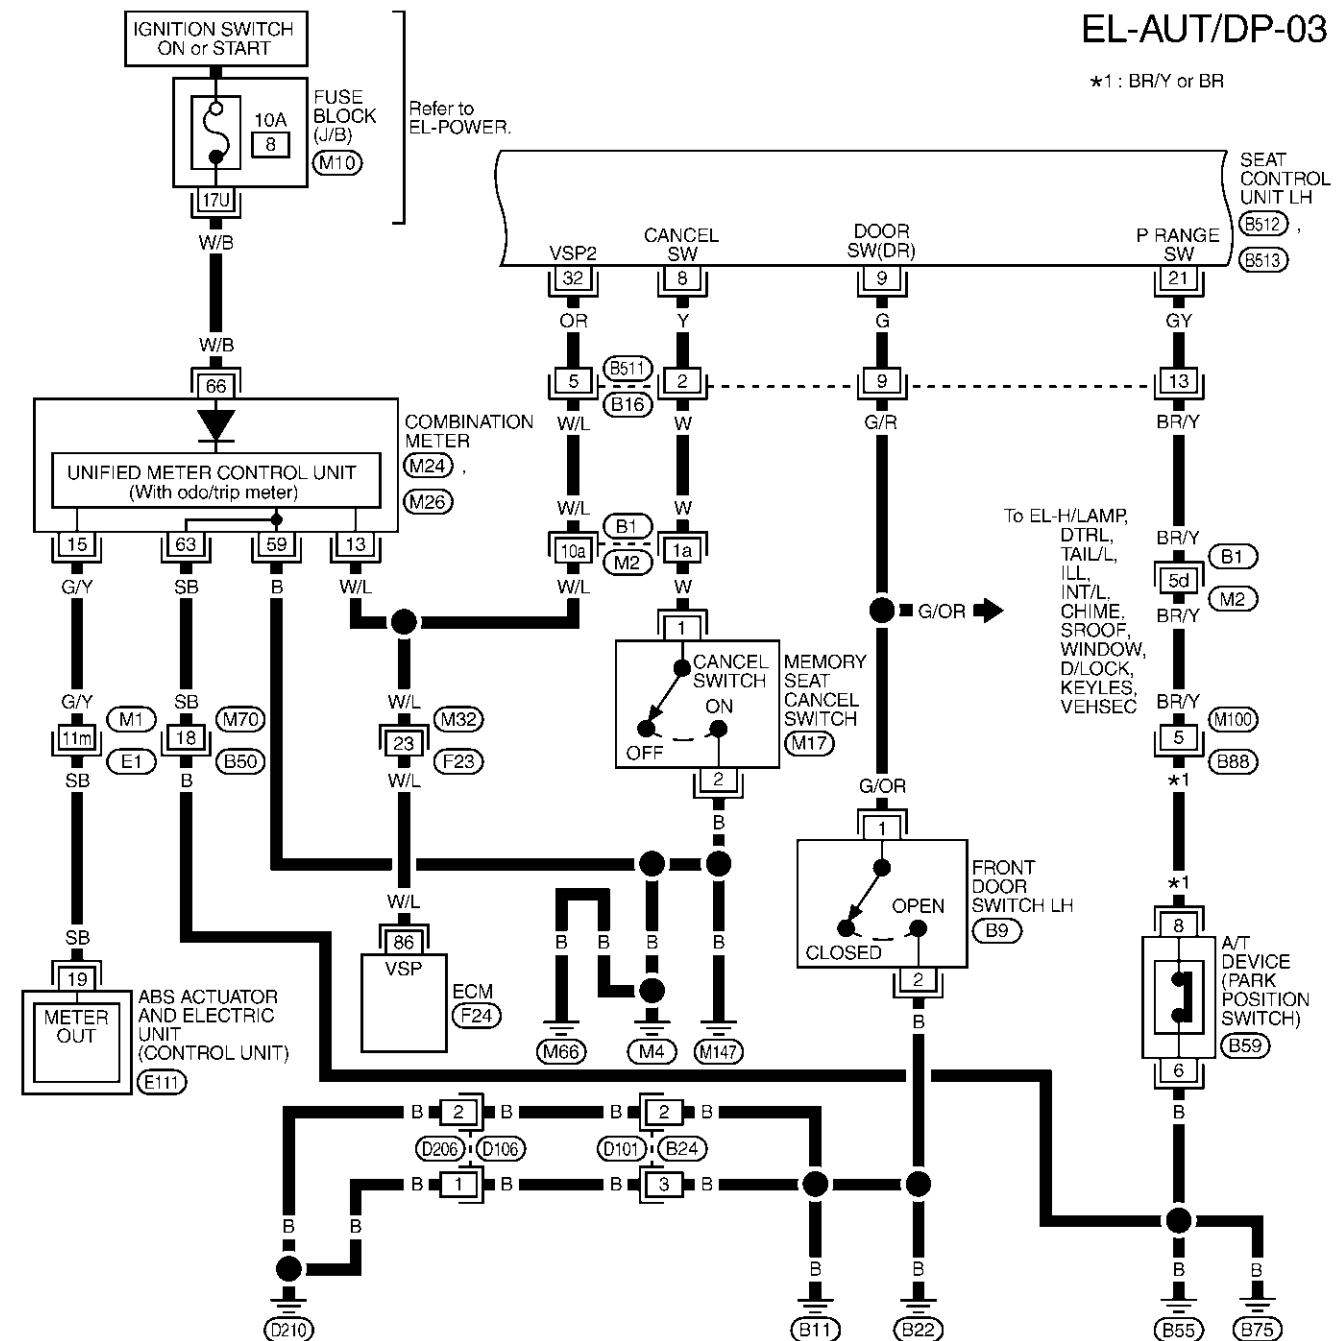 EL-AUT/DP-03
★1 : BR/Y or BR
IGNITION SWITCH
ON or START
10A
8
FUSE
BLOCK
(J/B)
M10
Refer to
EL-POWER.
17U
W/B
W/B
66
SEAT
CONTROL
UNIT LH
B512 ,
B513
VSP2
CANCEL
SW
DOOR
SW(DR)
P RANGE
SW
32
8
9
21
OR
Y
G
GY
5
B511
B16
2
9
13
W/L
W
G/R
BR/Y
COMBINATION
METER
M24 ,
M26
UNIFIED METER CONTROL UNIT
(With odo/trip meter)
15
63
59
13
G/Y
SB
B
W/L
W/L
W
10a
B1
M2
1a
W/L
W
To EL-H/LAMP,
DTRL,
TAIL/L,
ILL,
INT/L,
CHIME,
SROOF,
WINDOW,
D/LOCK,
KEYLES,
VEHSEC
G/OR
BR/Y
5d
B1
M2
BR/Y
1
CANCEL
SWITCH
ON
OFF
MEMORY
SEAT
CANCEL
SWITCH
M17
2
B
G/Y
SB
W/L
BR/Y
11m
M1
E1
18
M70
B50
23
M32
F23
5
M100
B88
SB
B
W/L
★1
G/OR
1
FRONT
DOOR
SWITCH LH
B9
OPEN
CLOSED
2
B
★1
8
A/T
DEVICE
(PARK
POSITION
SWITCH)
B59
6
B
SB
19
METER
OUT
ABS ACTUATOR
AND ELECTRIC
UNIT
(CONTROL UNIT)
E111
W/L
86
VSP
ECM
F24
B
B
B
B
M66
M4
M147
B
2
B
B
2
B
D206
D106
D101
B24
B
1
B
B
3
B
B
B
B
B
B
B
D210
B11
B22
B55
B75